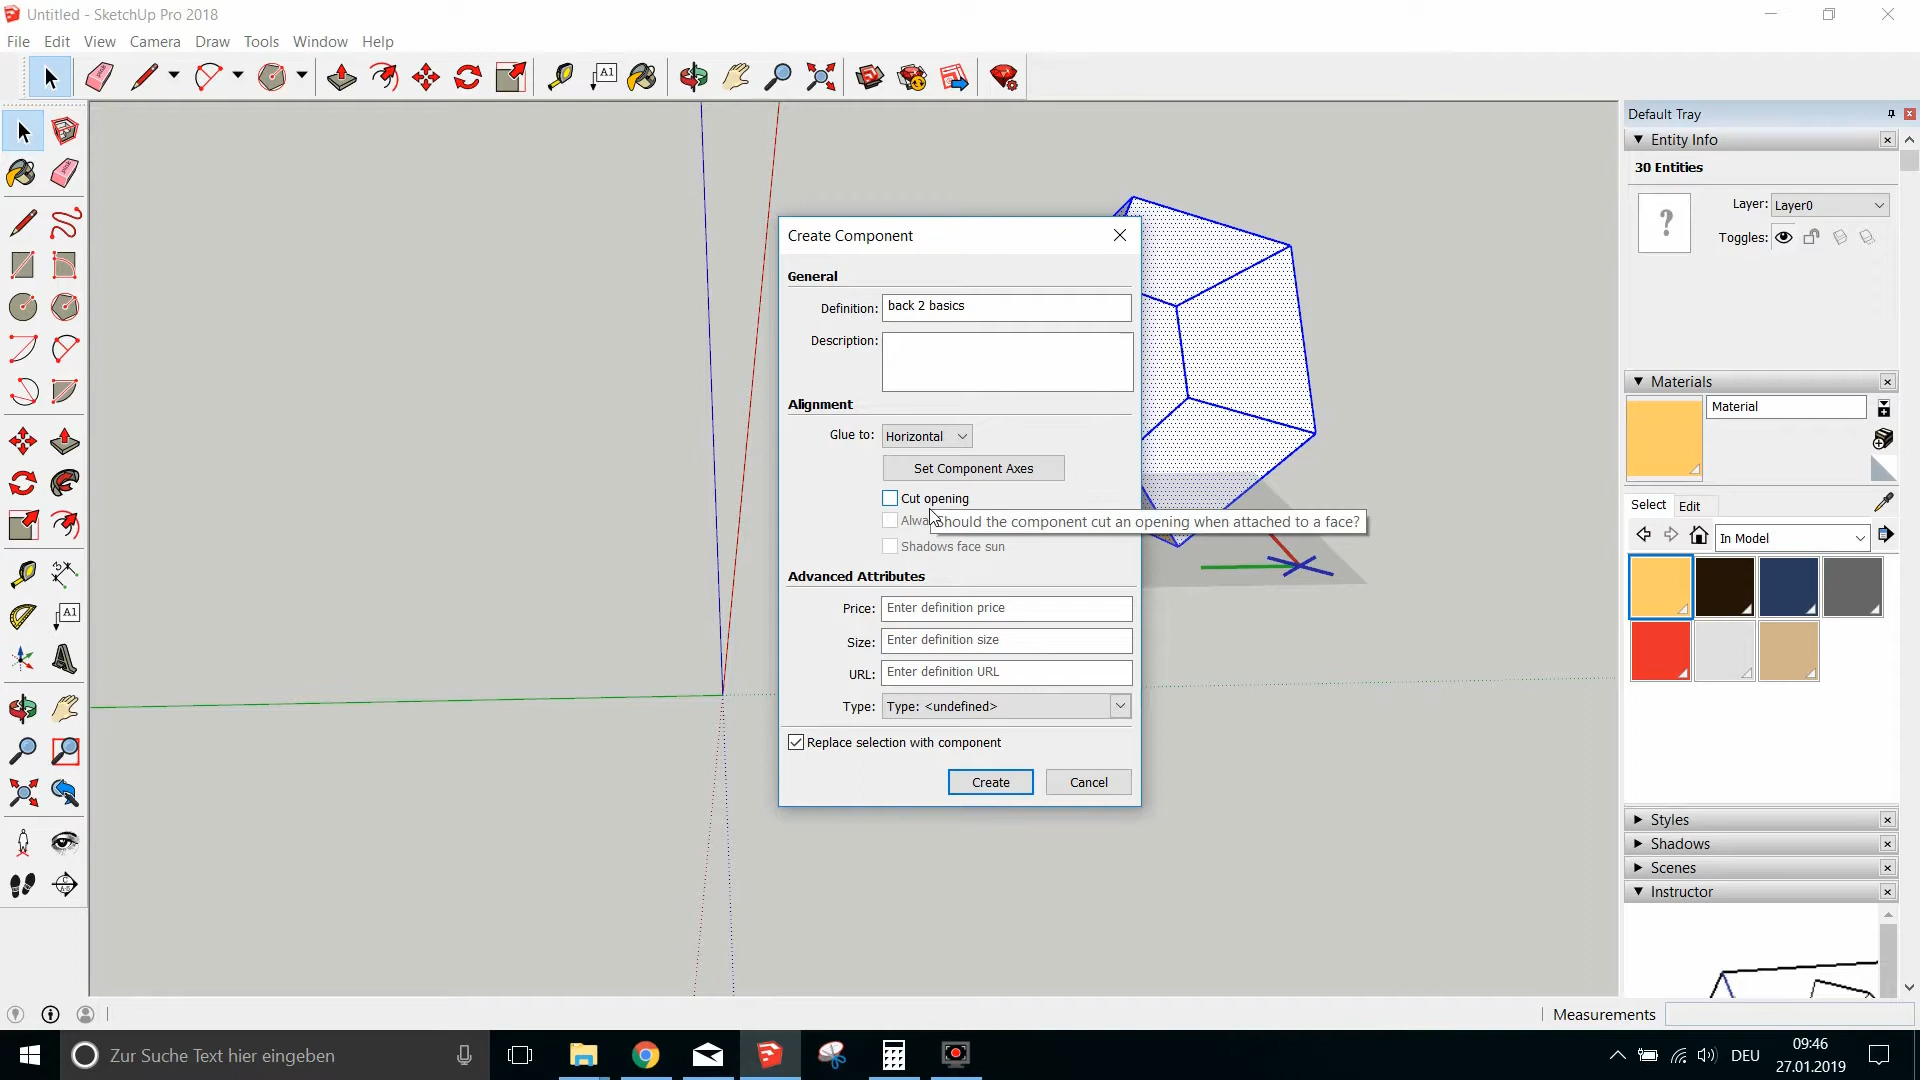 Untitled - SketchUp Pro 2018
File Edit View Camera Draw Tools Window Help
A1
Default Tray
Entity Info
30 Entities
?
Layer: Layer0
Toggles:
Create Component
General
Definition: back 2 basics
Description:
Alignment
Glue to: Horizontal
Set Component Axes
Cut opening
Should the component cut an opening when attached to a face?
Shadows face sun
Advanced Attributes
Price: Enter definition price
Size: Enter definition size
URL: Enter definition URL
Type: Type: <undefined>
Replace selection with component
Create Cancel
A1
Materials
Material
Select Edit
In Model
Styles
Shadows
Scenes
Instructor
Measurements
Zur Suche Text hier eingeben
DEU
09:46
27.01.2019